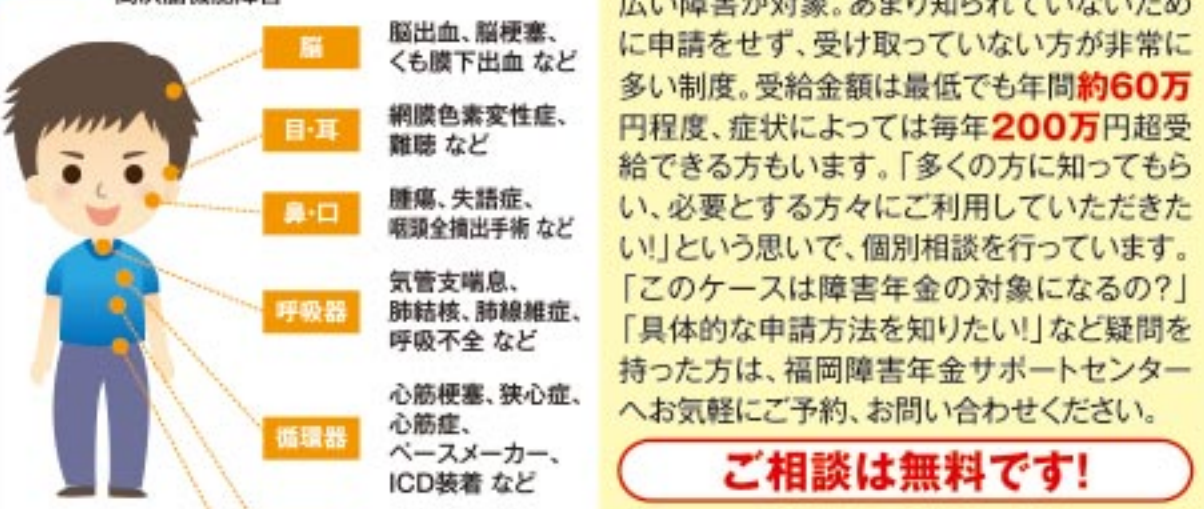 脳
脳出血、脳梗塞、
くも膜下出血 など
目・耳
網膜色素変性症、
難聴 など
鼻・口
腫瘍、失語症、
咽頭全摘出手術 など
呼吸器
気管支喘息、
肺結核、肺線維症、
呼吸不全 など
循環器
心筋梗塞、狭心症、
心筋症、
ペースメーカー、
ICD装着 など
広い障害が対象。あまり知られていないため
に申請をせず、受け取っていない方が非常に
多い制度。受給金額は最低でも年間約60万
円程度、症状によっては毎年200万円超受
給できる方もいます。「多くの方に知ってもら
い、必要とする方々にご利用していただきた
い!」という思いで、個別相談を行っています。
「このケースは障害年金の対象になるの?」
「具体的な申請方法を知りたい!」など疑問を
持った方は、福岡障害年金サポートセンター
へお気軽にご予約、お問い合わせください。
ご相談は無料です!